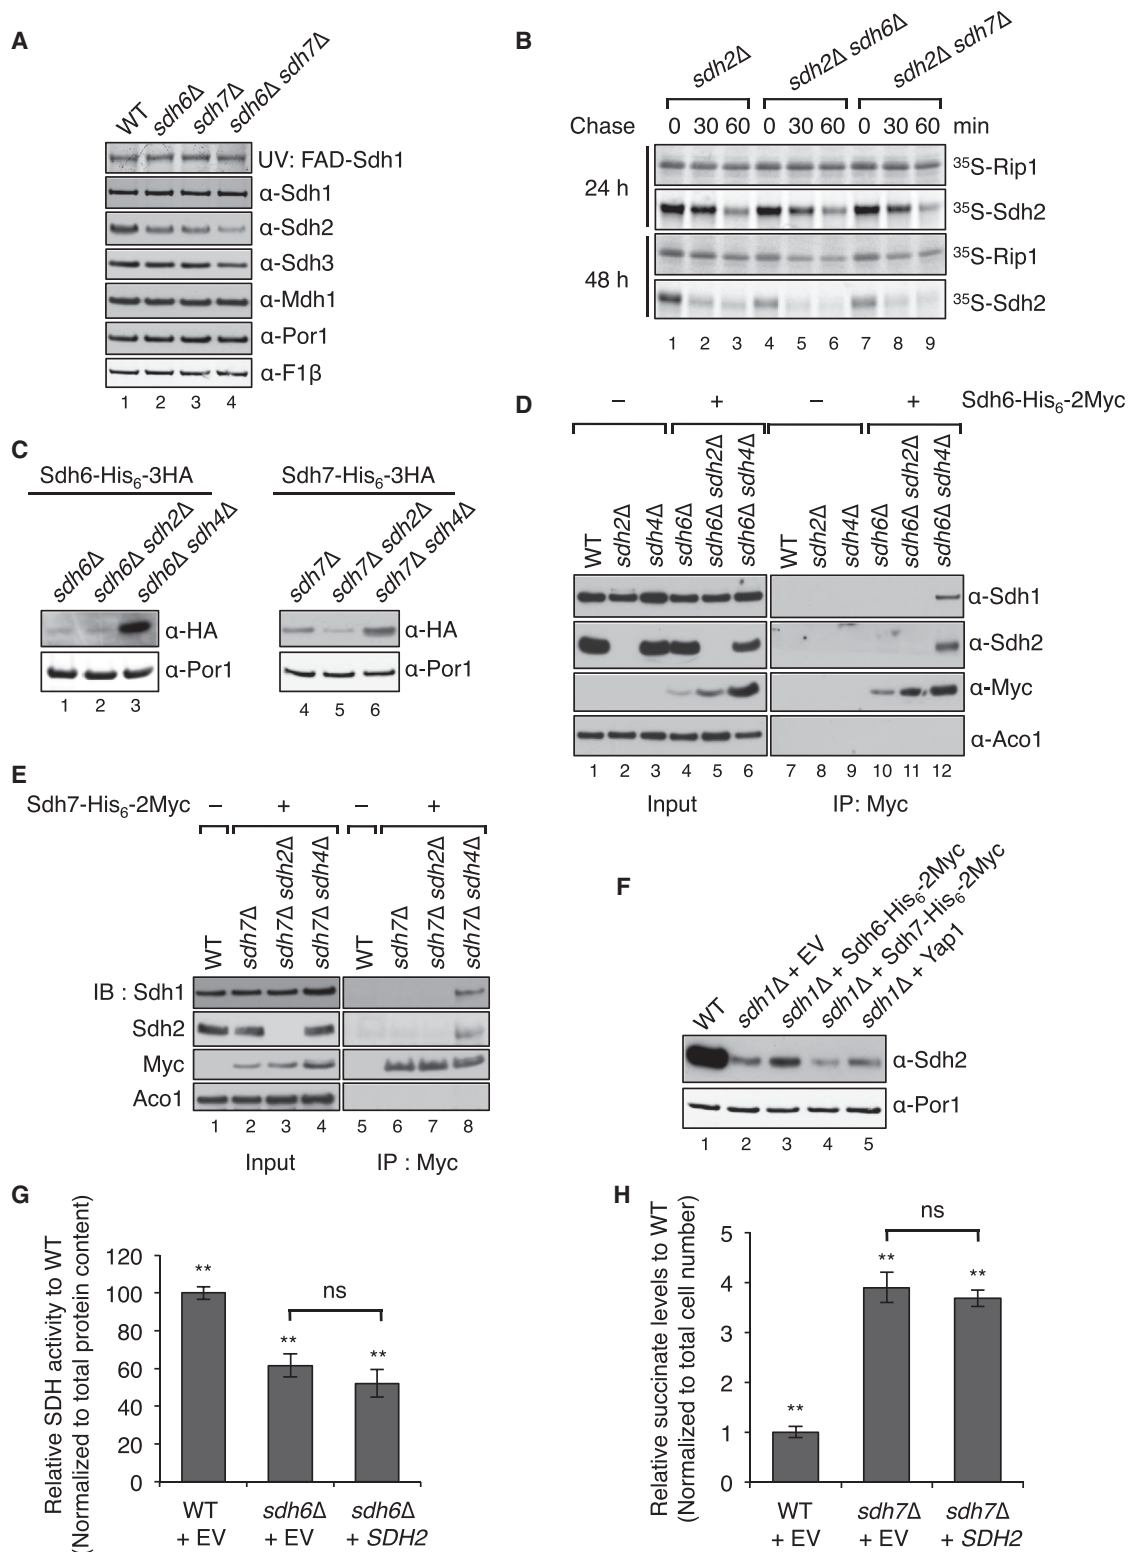 A
WT
sdh6Δ
sdh7Δ
sdh6Δ sdh7Δ
UV: FAD-Sdh1
α-Sdh1
α-Sdh2
α-Sdh3
α-Mdh1
α-Por1
α-F1β
1 2 3 4
B
sdh2Δ
sdh2Δ sdh6Δ
sdh2Δ sdh7Δ
Chase 0 30 60 0 30 60 0 30 60 min
24 h
³⁵S-Rip1
³⁵S-Sdh2
48 h
³⁵S-Rip1
³⁵S-Sdh2
1 2 3 4 5 6 7 8 9
C
Sdh6-His₆-3HA
sdh6Δ
sdh6Δ sdh2Δ
sdh6Δ sdh4Δ
α-HA
α-Por1
1 2 3
Sdh7-His₆-3HA
sdh7Δ
sdh7Δ sdh2Δ
sdh7Δ sdh4Δ
α-HA
α-Por1
4 5 6
D
− + − + Sdh6-His₆-2Myc
WT
sdh2Δ
sdh4Δ
sdh6Δ
sdh6Δ sdh2Δ
sdh6Δ sdh4Δ
WT
sdh2Δ
sdh4Δ
sdh6Δ
sdh6Δ sdh2Δ
sdh6Δ sdh4Δ
α-Sdh1
α-Sdh2
α-Myc
α-Aco1
1 2 3 4 5 6 7 8 9 10 11 12
Input IP: Myc
E
Sdh7-His₆-2Myc − + − +
WT
sdh7Δ
sdh7Δ sdh2Δ
sdh7Δ sdh4Δ
WT
sdh7Δ
sdh7Δ sdh2Δ
sdh7Δ sdh4Δ
IB : Sdh1
Sdh2
Myc
Aco1
1 2 3 4 5 6 7 8
Input IP : Myc
F
WT
sdh1Δ + EV
sdh1Δ + Sdh6-His₆-2Myc
sdh1Δ + Sdh7-His₆-2Myc
sdh1Δ + Yap1
α-Sdh2
α-Por1
1 2 3 4 5
G
Relative SDH activity to WT
(Normalized to total protein content)
120
100
80
60
40
20
0
**
**
**
ns
WT
+ EV
sdh6Δ
+ EV
sdh6Δ
+ SDH2
H
Relative succinate levels to WT
(Normalized to total cell number)
5
4
3
2
1
0
**
**
**
ns
WT
+ EV
sdh7Δ
+ EV
sdh7Δ
+ SDH2